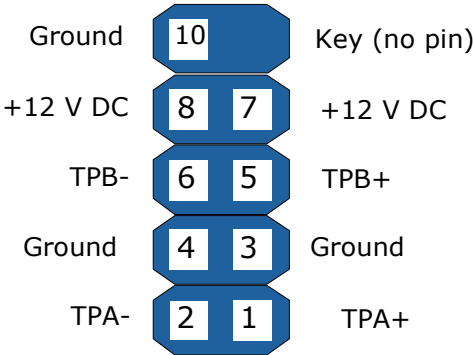 Ground 10 Key (no pin)
+12 V DC 8 7 +12 V DC
TPB- 6 5 TPB+
Ground 4 3 Ground
TPA- 2 1 TPA+